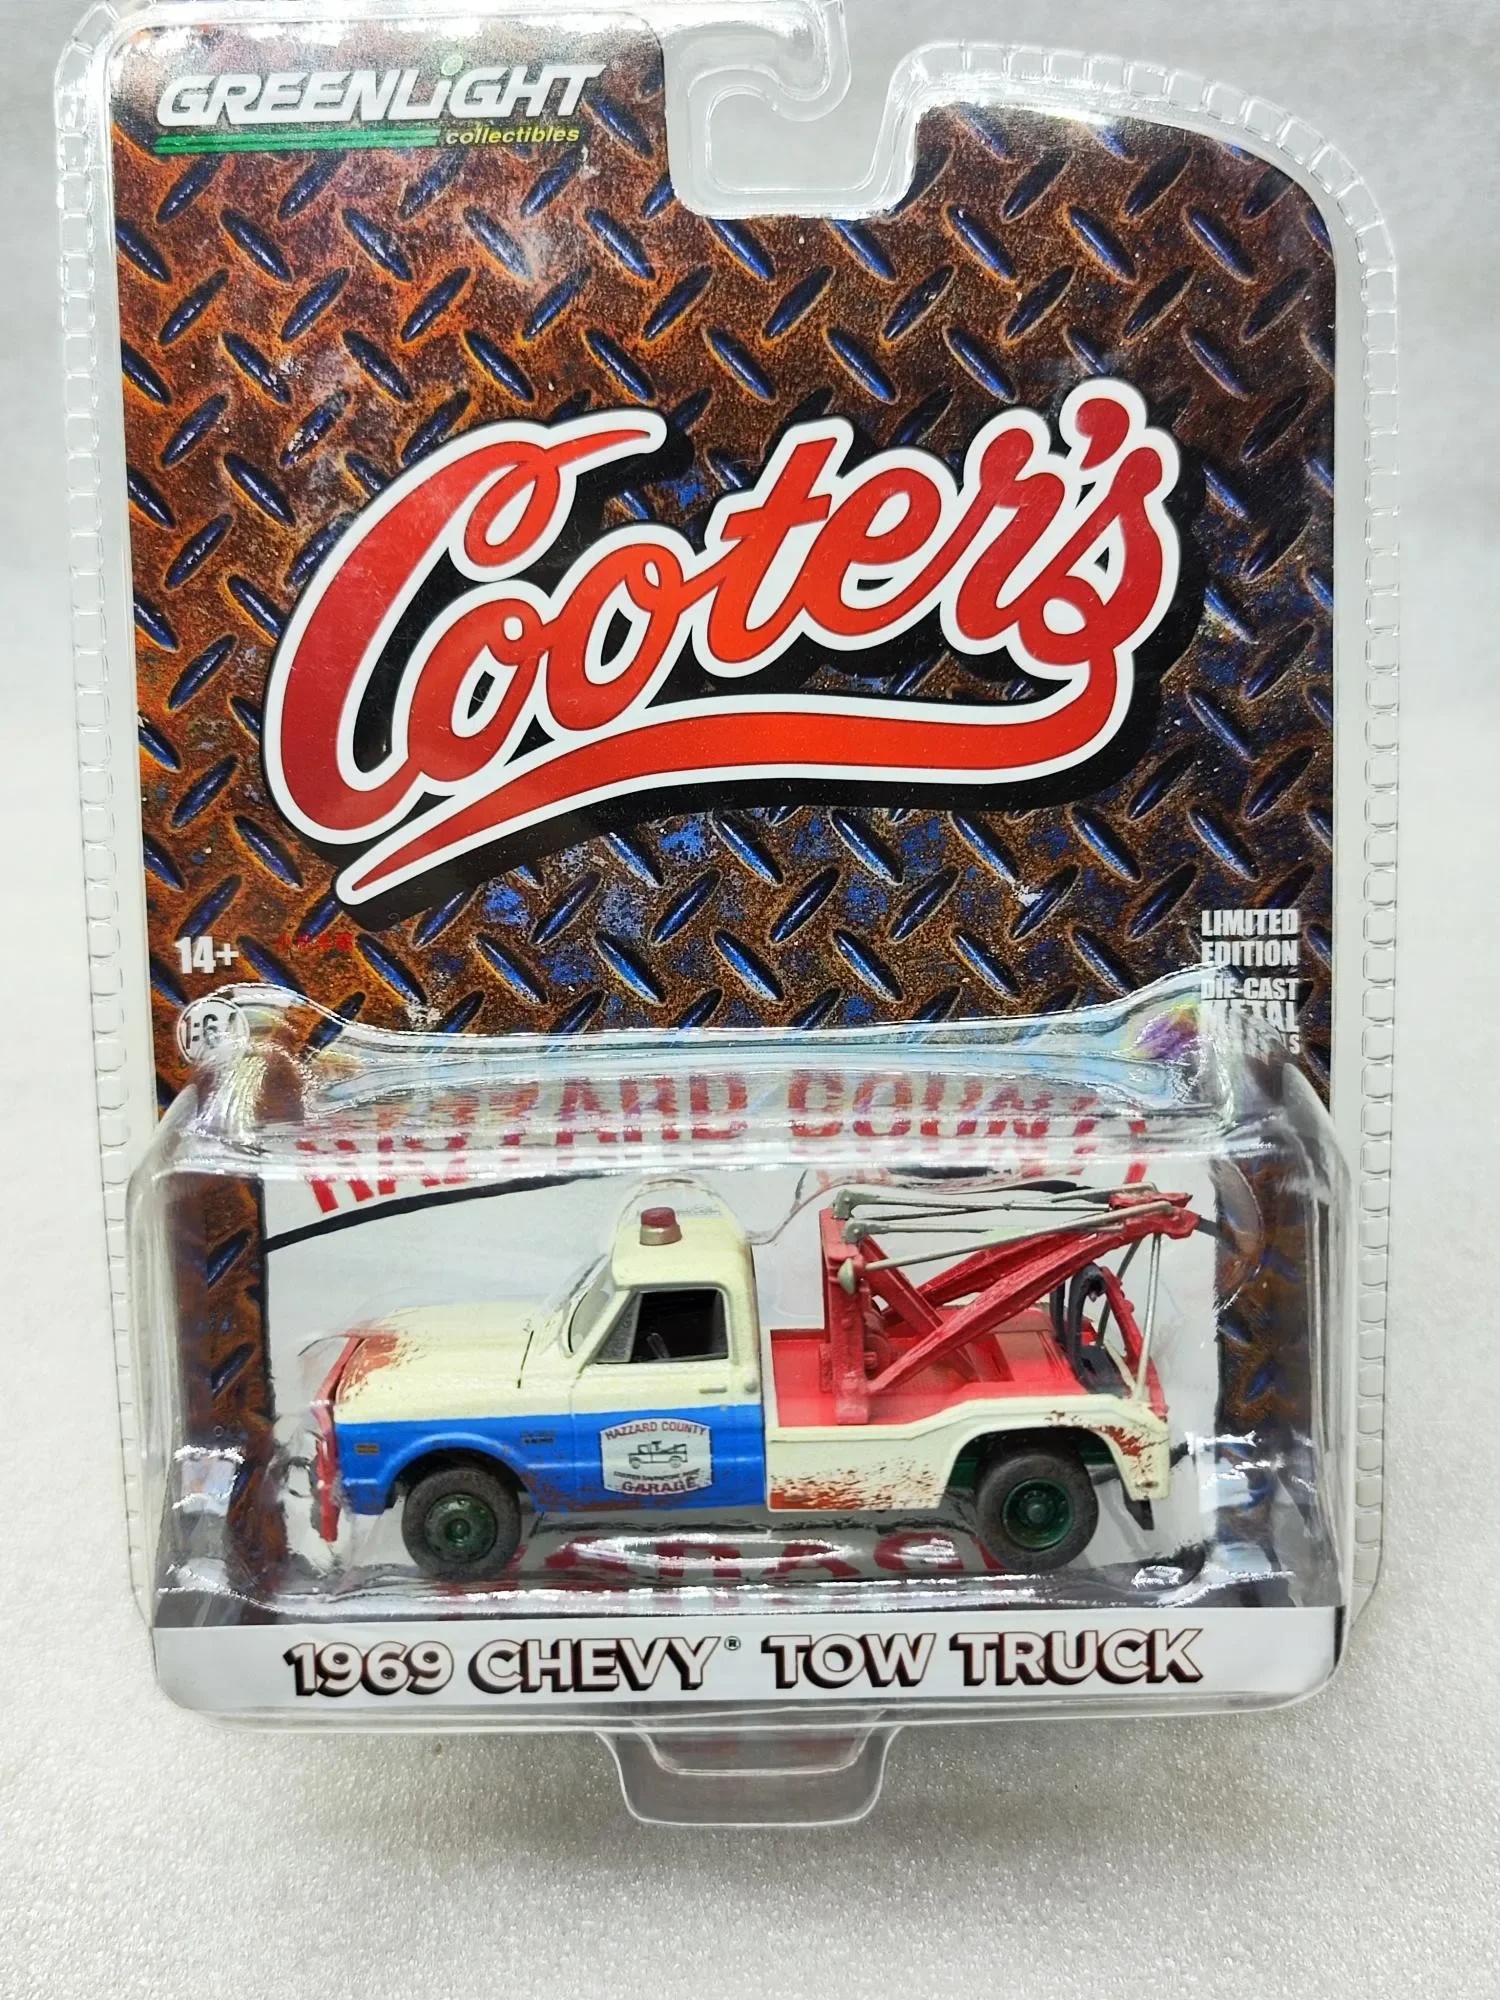 GREENLiGHT
collectibles
Cooter's
14+
LIMITED
EDITION
DIE-CAST
METAL
HAZZARD COUNTY
HAZZARD COUNTY
GARAGE
1969 CHEVY® TOW TRUCK